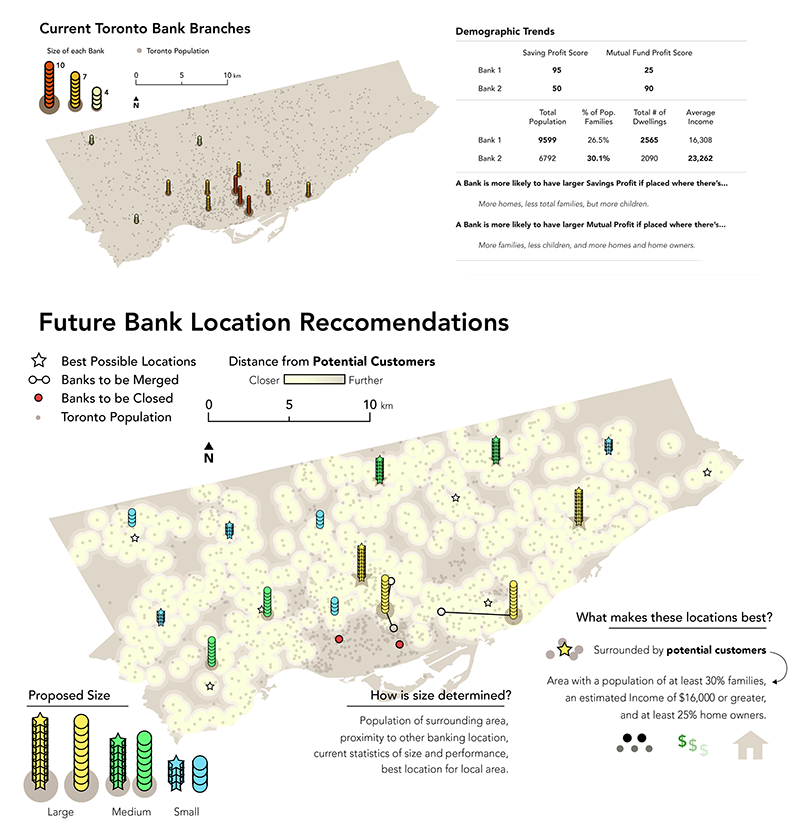 Current Toronto Bank Branches
Size of each Bank
Toronto Population
10
7
4
0 5 10 km
N
Demographic Trends
Saving Profit Score Mutual Fund Profit Score
Bank 1 95 25
Bank 2 50 90
Total Population % of Pop. Families Total # of Dwellings Average Income
Bank 1 9599 26.5% 2565 16,308
Bank 2 6792 30.1% 2090 23,262
A Bank is more likely to have larger Savings Profit if placed where there's...
More homes, less total families, but more children.
A Bank is more likely to have larger Mutual Profit if placed where there's...
More families, less children, and more homes and home owners.
Future Bank Location Reccomendations
Best Possible Locations
Banks to be Merged
Banks to be Closed
Toronto Population
Distance from Potential Customers
Closer Further
0 5 10 km
N
What makes these locations best?
Surrounded by potential customers
Area with a population of at least 30% families,
an estimated Income of $16,000 or greater,
and at least 25% home owners.
$$$
How is size determined?
Population of surrounding area,
proximity to other banking location,
current statistics of size and performance,
best location for local area.
Proposed Size
Large Medium Small